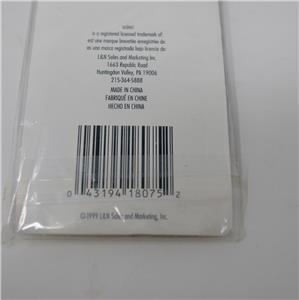 is a registered licensed trademark of
est une marque brevetée enregistrée de
es una marca registrada bajo licencia de:
L&N Sales and Marketing Inc.
1663 Republic Road
Huntingdon Valley, PA 19006
215-364-5888
MADE IN CHINA
FABRIQUÉ EN CHINE
HECHO EN CHINA
0 43194 18075 2
©1999 L&N Sales and Marketing, Inc.